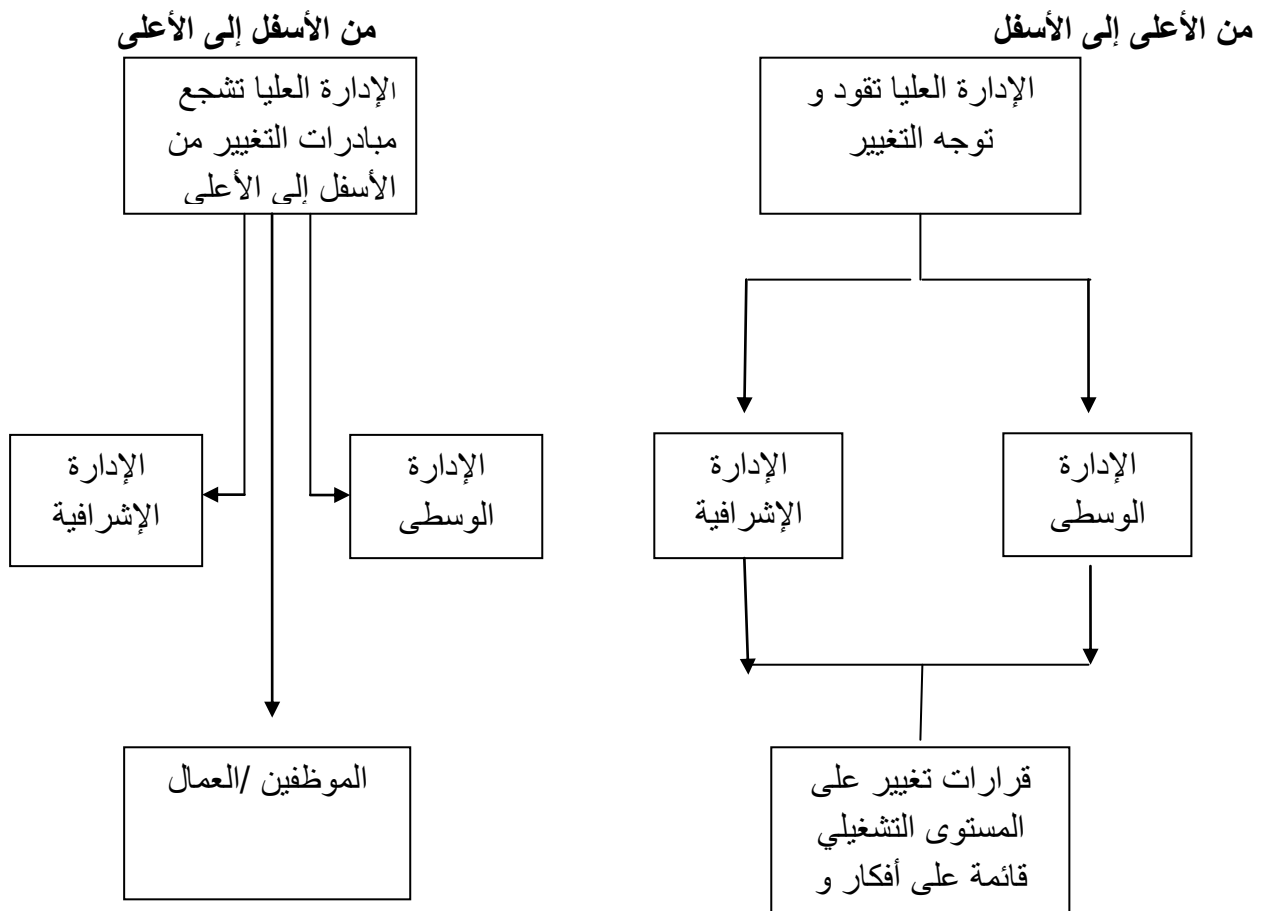 من الأعلى إلى الأسفل
من الأسفل إلى الأعلى
الإدارة العليا تقود و
توجه التغيير
الإدارة العليا تشجع
مبادرات التغيير من
الأسفل إلى الأعلى
الإدارة
الوسطى
الإدارة
الإشرافية
الإدارة
الوسطى
الإدارة
الإشرافية
قرارات تغيير على
المستوى التشغيلي
قائمة على أفكار و
الموظفين /العمال